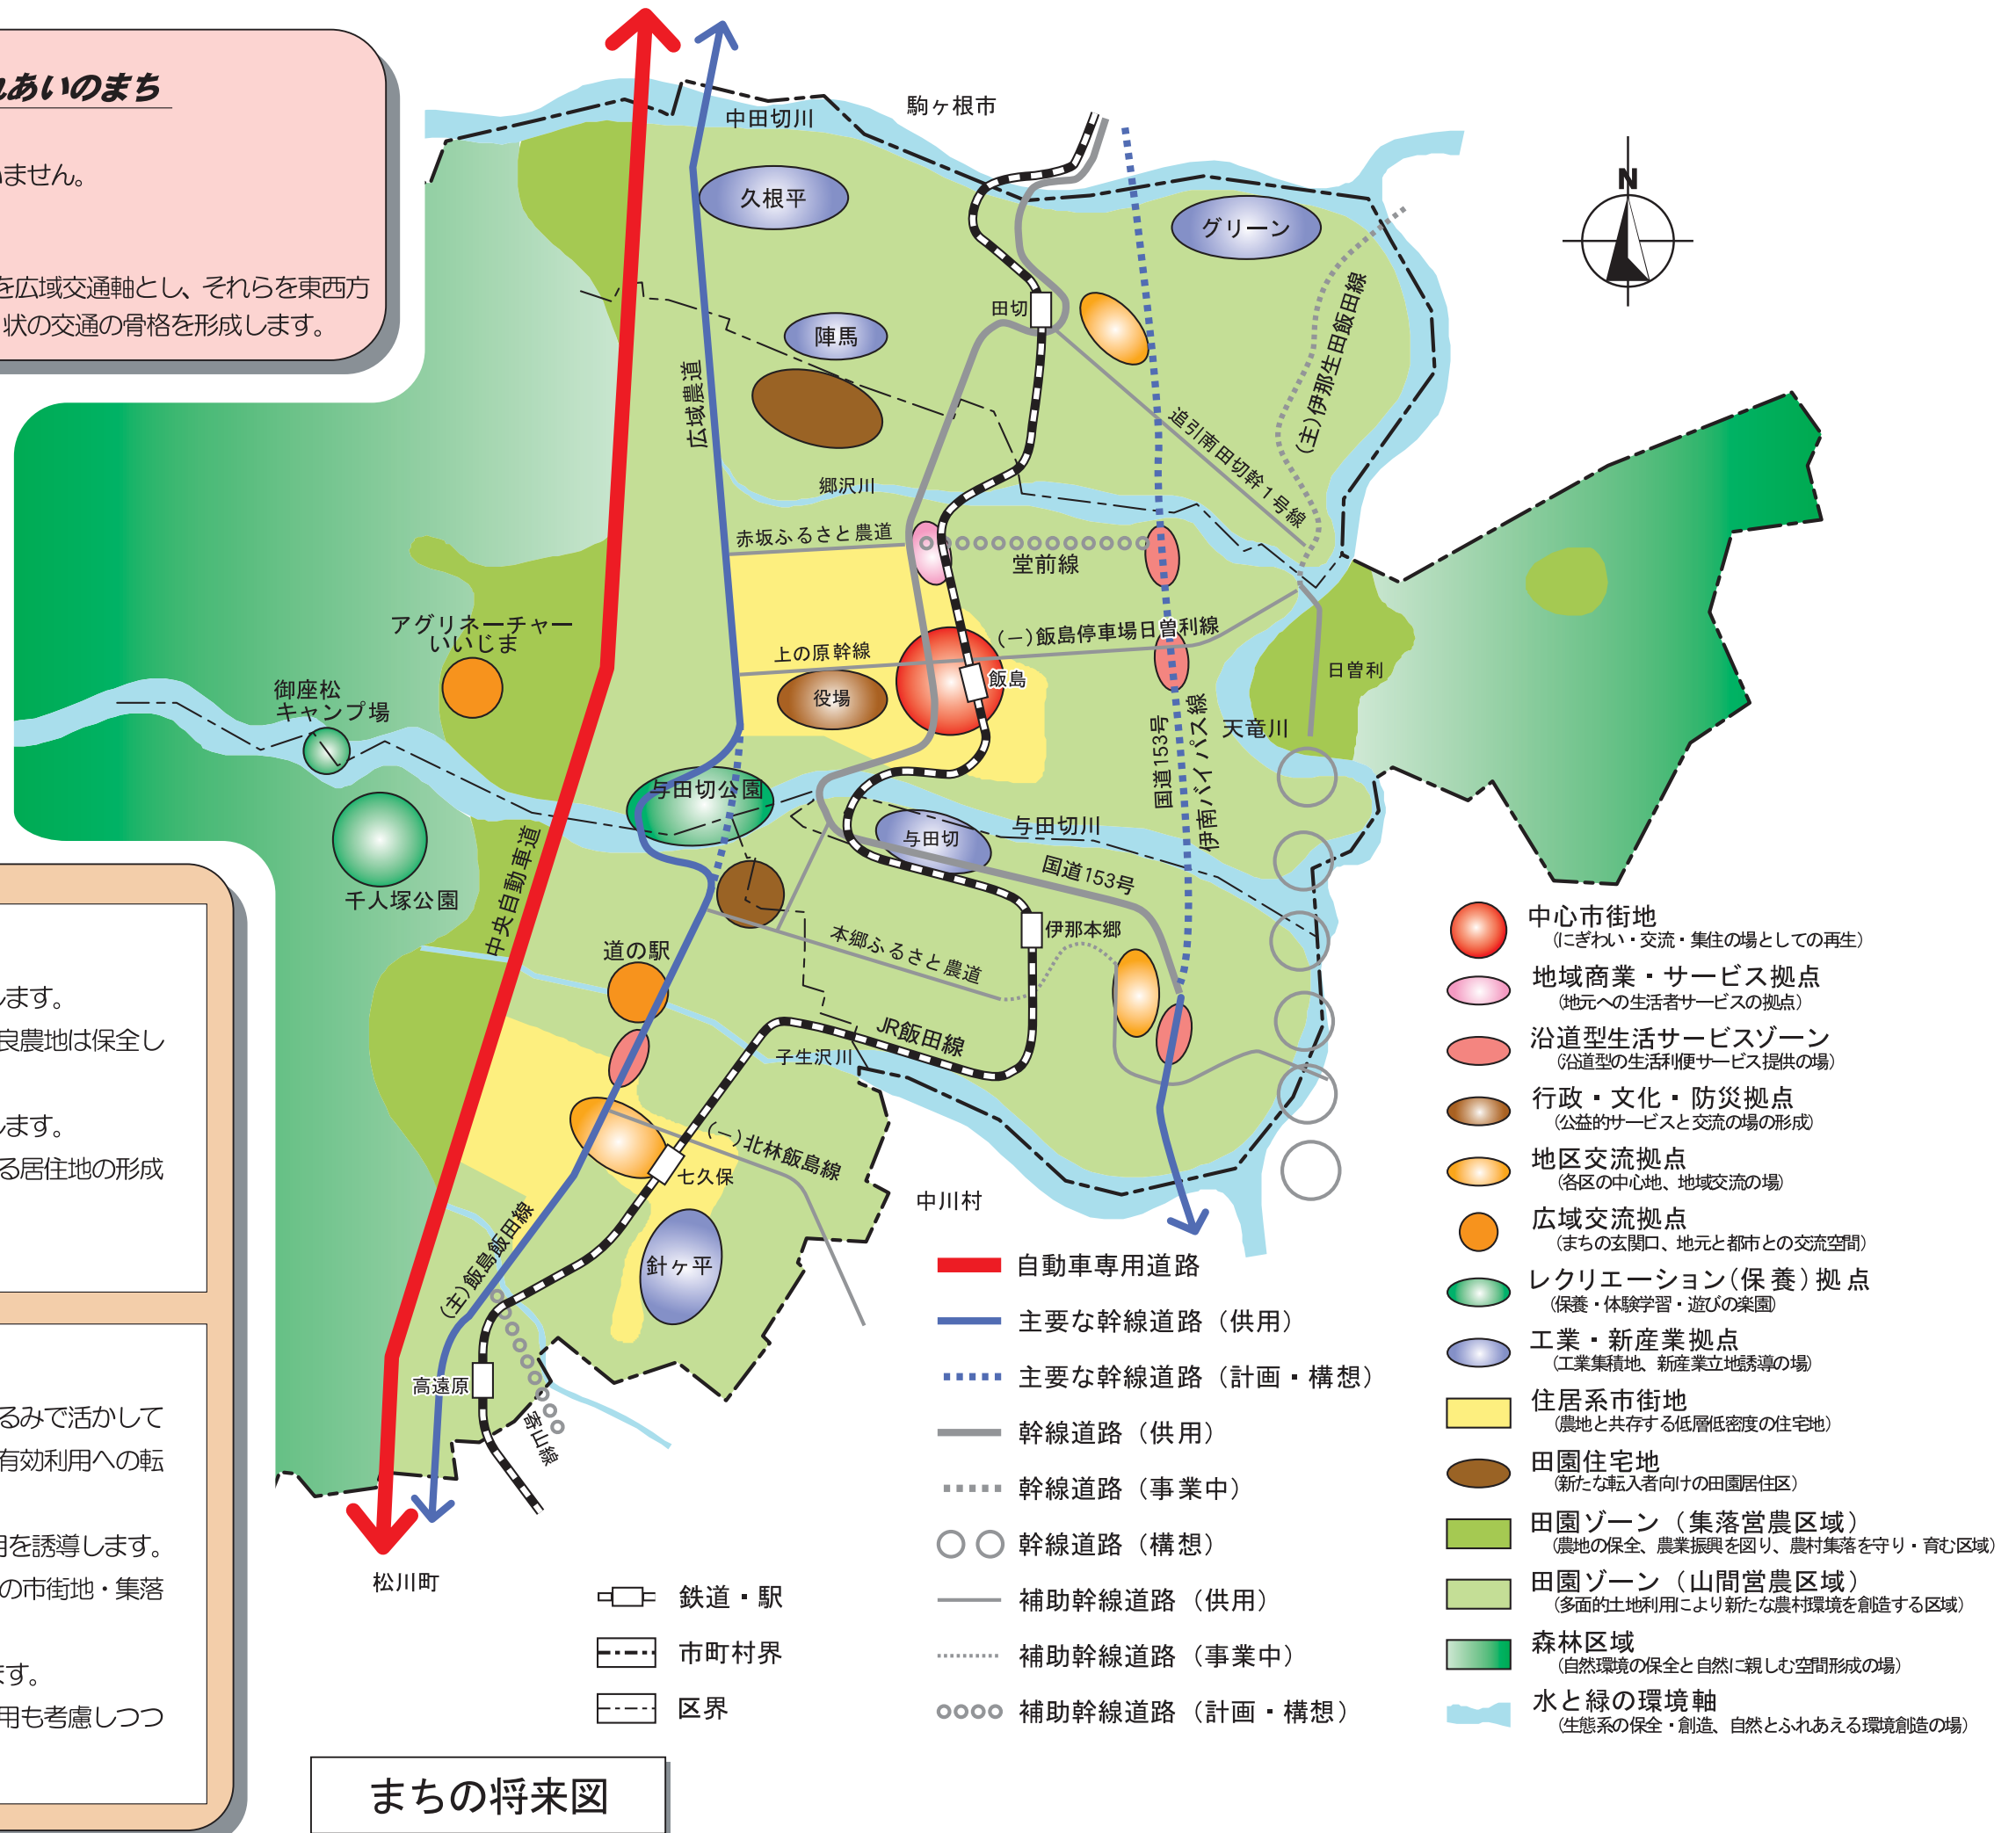 れあいのまち
いません。
を広域交通軸とし、それらを東西方
状の交通の骨格を形成します。
します。
良農地は保全し
します。
る居住地の形成
るみで活かして
有効利用への転
用を誘導します。
の市街地・集落
ます。
用も考慮しつつ
中田切川
駒ヶ根市
久根平
グリーン
N
田切
陣馬
広域農道
(主)伊那生田飯田線
追引南田切幹1号線
郷沢川
赤坂ふるさと農道
堂前線
アグリネーチャー
いいじま
(一)飯島停車場日曽利線
上の原幹線
飯島
日曽利
役場
御座松
キャンプ場
国道153号
伊南バイパス線
天竜川
与田切公園
与田切川
与田切
国道153号
千人塚公園
中央自動車道
伊那本郷
本郷ふるさと農道
道の駅
JR飯田線
子生沢川
(一)北林飯島線
七久保
中川村
(主)飯島飯田線
針ヶ平
高遠原
寄山線
松川町
鉄道・駅
市町村界
区界
自動車専用道路
主要な幹線道路（供用）
主要な幹線道路（計画・構想）
幹線道路（供用）
幹線道路（事業中）
幹線道路（構想）
補助幹線道路（供用）
補助幹線道路（事業中）
補助幹線道路（計画・構想）
中心市街地
（にぎわい・交流・集住の場としての再生）
地域商業・サービス拠点
（地元への生活者サービスの拠点）
沿道型生活サービスゾーン
（沿道型の生活利便サービス提供の場）
行政・文化・防災拠点
（公益的サービスと交流の場の形成）
地区交流拠点
（各区の中心地、地域交流の場）
広域交流拠点
（まちの玄関口、地元と都市との交流空間）
レクリエーション（保養）拠点
（保養・体験学習・遊びの楽園）
工業・新産業拠点
（工業集積地、新産業立地誘導の場）
住居系市街地
（農地と共存する低層低密度の住宅地）
田園住宅地
（新たな転入者向けの田園居住区）
田園ゾーン（集落営農区域）
（農地の保全、農業振興を図り、農村集落を守り・育む区域）
田園ゾーン（山間営農区域）
（多面的土地利用により新たな農村環境を創造する区域）
森林区域
（自然環境の保全と自然に親しむ空間形成の場）
水と緑の環境軸
（生態系の保全・創造、自然とふれあえる環境創造の場）
まちの将来図